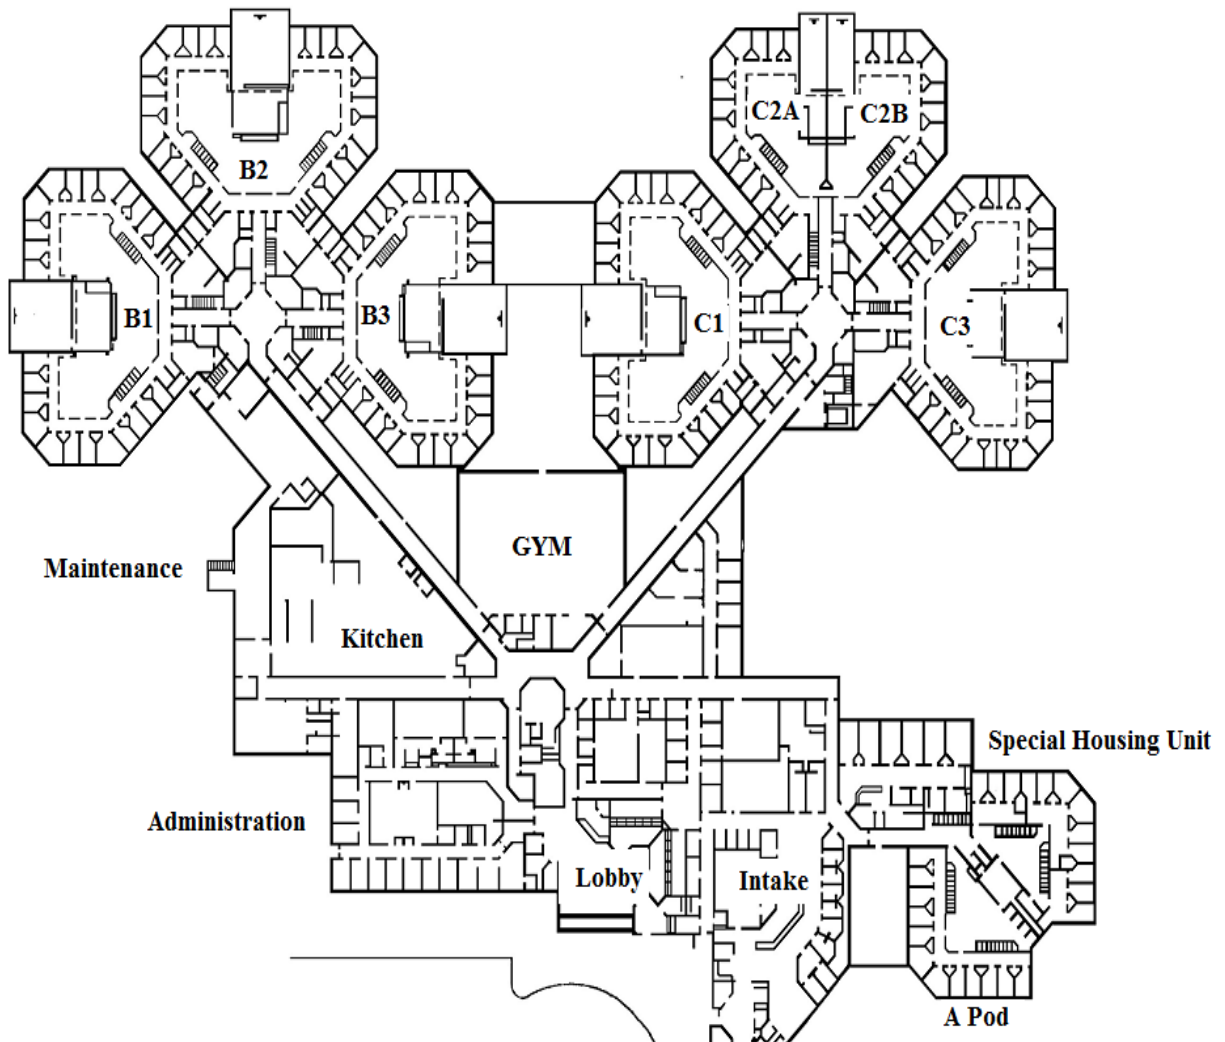 C2A
C2B
B2
B1
B3
C1
C3
GYM
Maintenance
Kitchen
Special Housing Unit
Administration
Lobby
Intake
A Pod